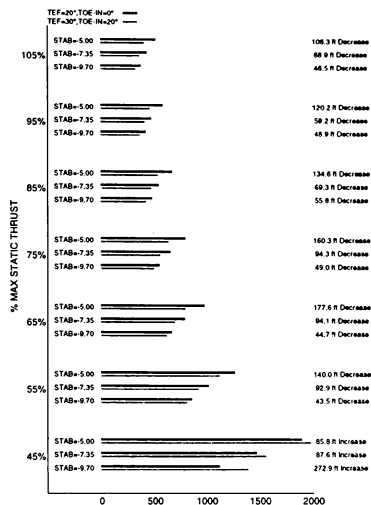 TEF=20°,TOE-IN=0°
TEF=30°,TOE-IN=20°
% MAX STATIC THRUST
105%
STAB=-5.00 108.3 ft Decrease
STAB=-7.35 68.9 ft Decrease
STAB=-9.70 46.5 ft Decrease
95%
STAB=-5.00 120.2 ft Decrease
STAB=-7.35 59.2 ft Decrease
STAB=-9.70 48.9 ft Decrease
85%
STAB=-5.00 134.6 ft Decrease
STAB=-7.35 69.3 ft Decrease
STAB=-9.70 55.8 ft Decrease
75%
STAB=-5.00 160.3 ft Decrease
STAB=-7.35 94.3 ft Decrease
STAB=-9.70 49.0 ft Decrease
65%
STAB=-5.00 177.6 ft Decrease
STAB=-7.35 94.1 ft Decrease
STAB=-9.70 44.7 ft Decrease
55%
STAB=-5.00 140.0 ft Decrease
STAB=-7.35 92.9 ft Decrease
STAB=-9.70 43.5 ft Decrease
45%
STAB=-5.00 85.8 ft Increase
STAB=-7.35 87.6 ft Increase
STAB=-9.70 272.9 ft Increase
0 500 1000 1500 2000